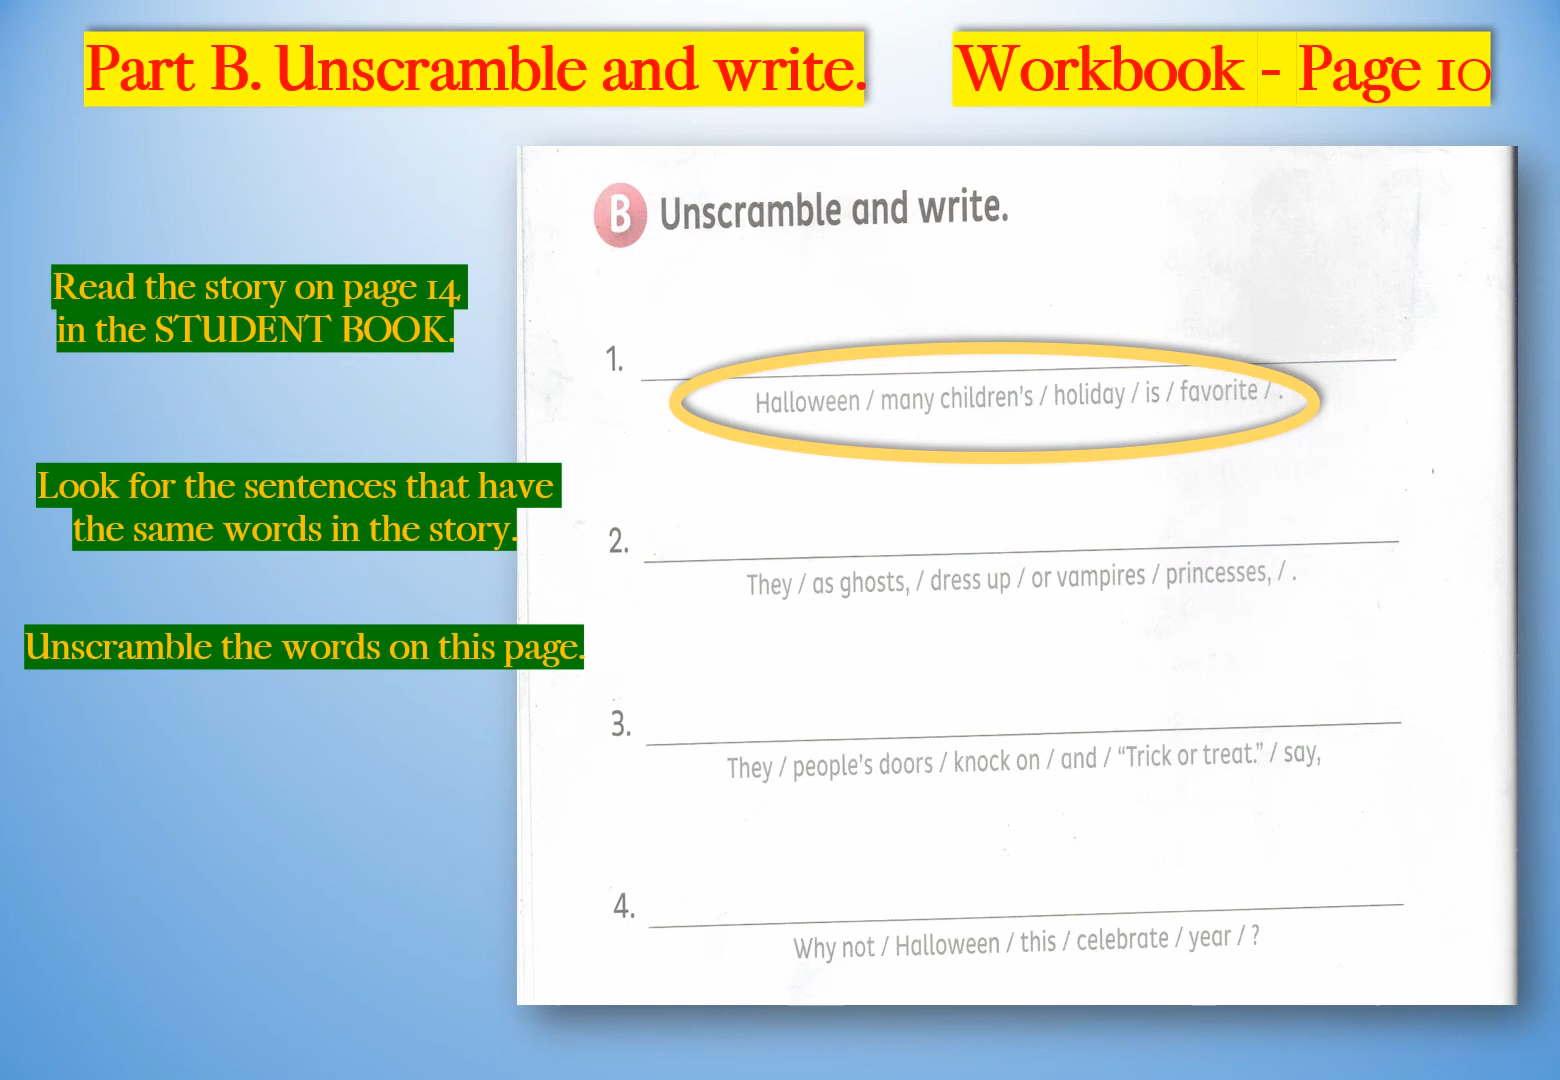 Part B. Unscramble and write. Workbook - Page 10
B Unscramble and write.
Read the story on page 14
in the STUDENT BOOK.
1.
Halloween / many children's / holiday / is / favorite / .
Look for the sentences that have
the same words in the story.
2.
They / as ghosts, / dress up / or vampires / princesses, / .
Unscramble the words on this page.
3.
They / people's doors / knock on / and / “Trick or treat.” / say,
4.
Why not / Halloween / this / celebrate / year / ?